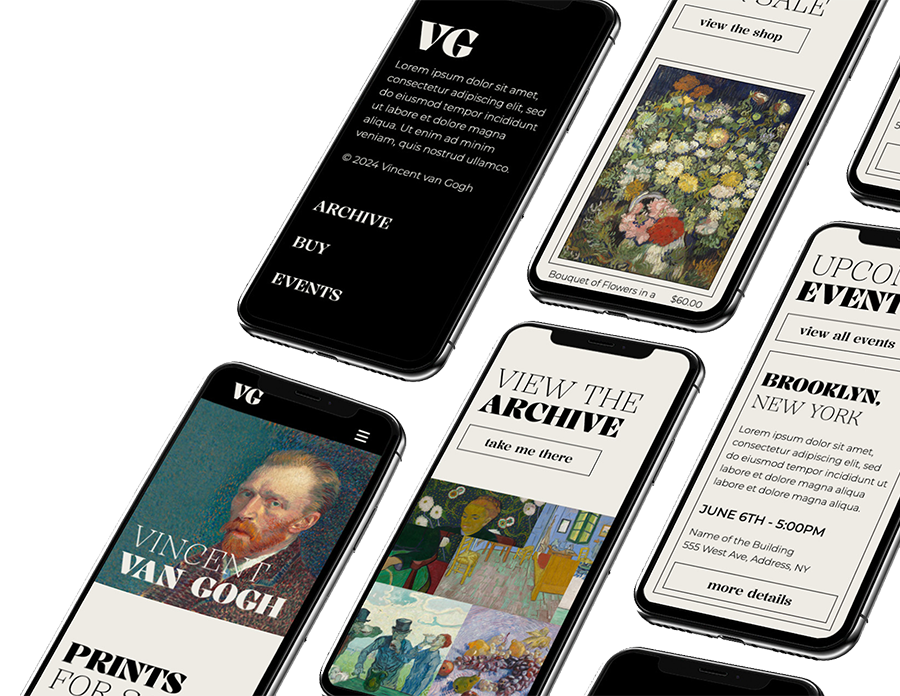 VG
Lorem ipsum dolor sit amet,
consectetur adipiscing elit, sed
do eiusmod tempor incididunt
ut labore et dolore magna
aliqua. Ut enim ad minim
veniam, quis nostrud ullamco.
© 2024 Vincent van Gogh
ARCHIVE
BUY
EVENTS
SALE
view the shop
Bouquet of Flowers in a
$60.00
VG
VINCENT
VAN GOGH
PRINTS
FOR S
VIEW THE
ARCHIVE
take me there
UPCOM
EVENT
view all events
BROOKLYN,
NEW YORK
Lorem ipsum dolor sit amet,
consectetur adipiscing elit, sed
do eiusmod tempor incididunt ut
labore et dolore magna aliqua
labore et dolore magna aliqua.
JUNE 6TH - 5:00PM
Name of the Building
555 West Ave, Address, NY
more details